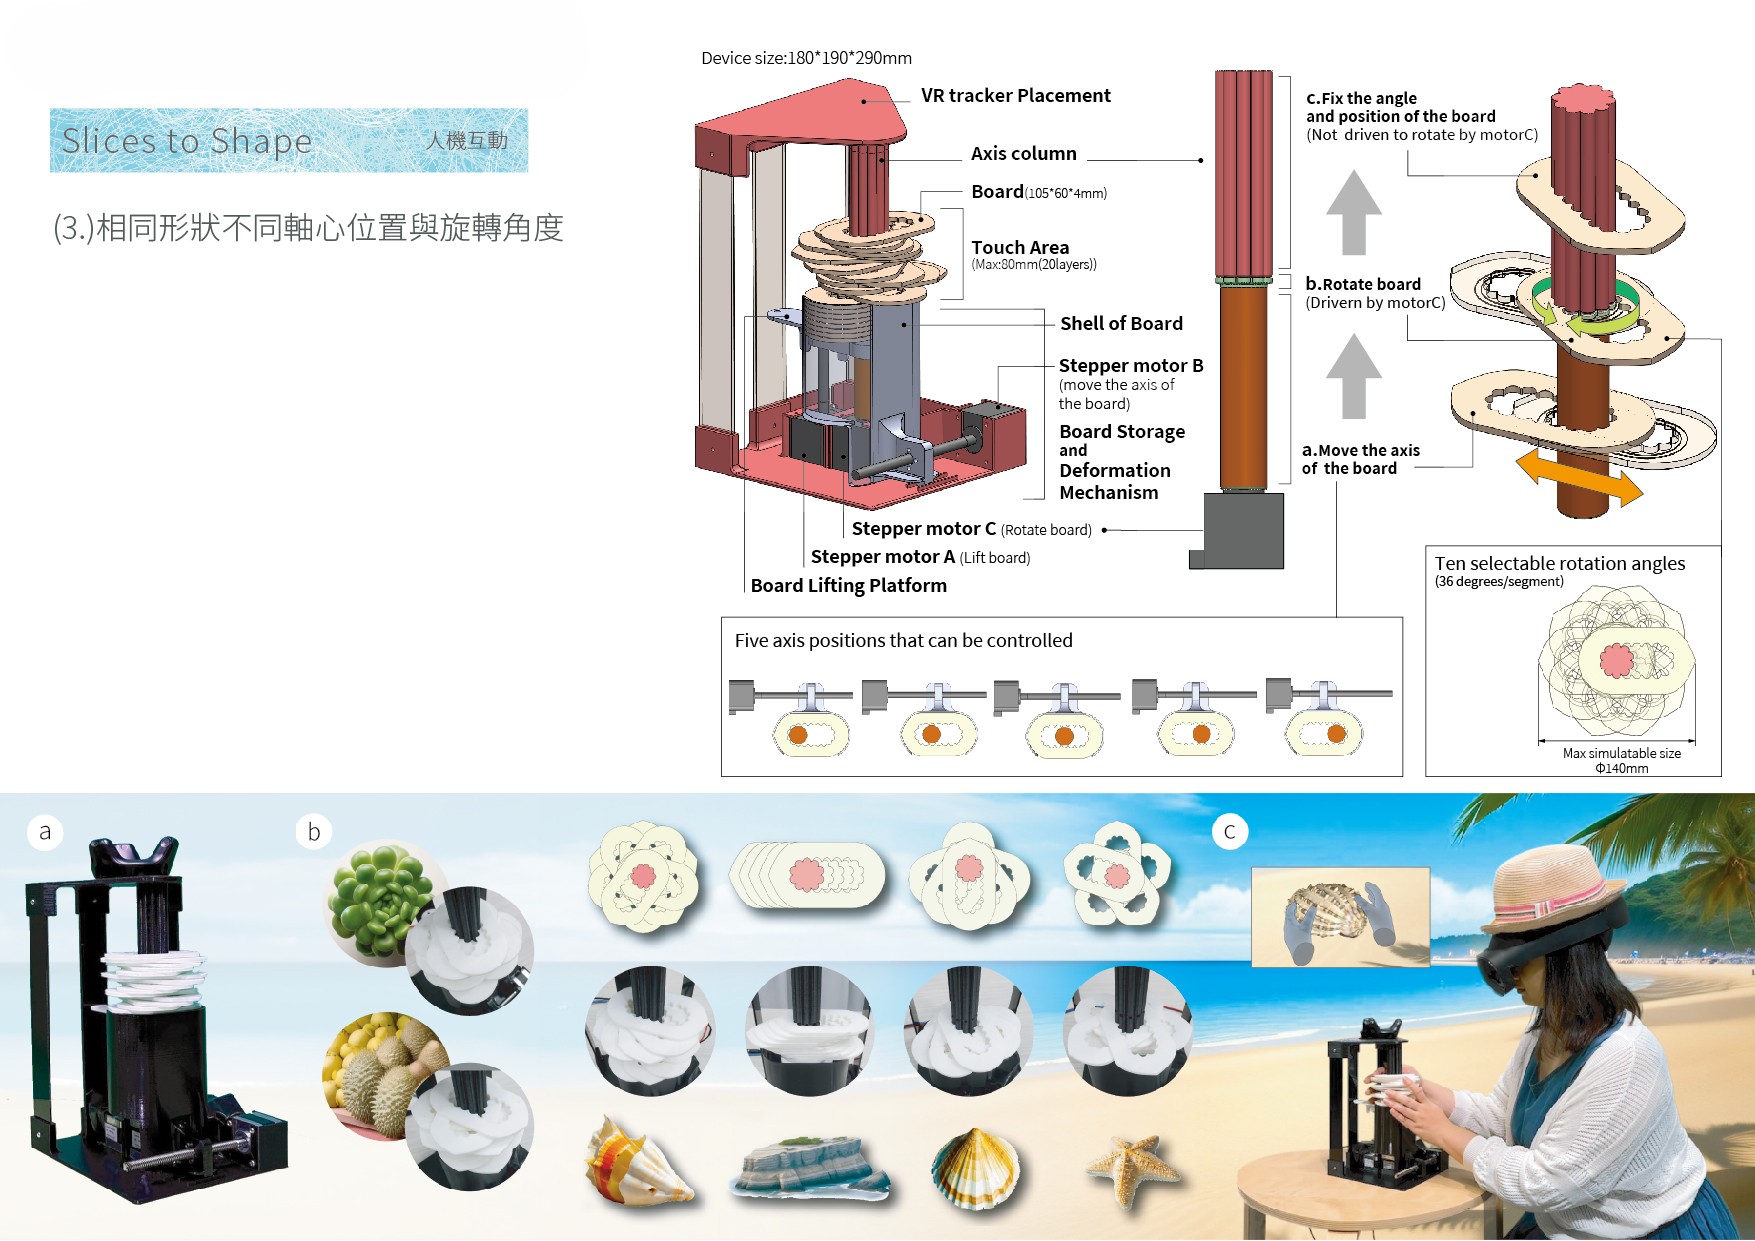 Slices to Shape
人機互動
(3.)相同形狀不同軸心位置與旋轉角度
Device size:180*190*290mm
VR tracker Placement
Axis column
Board(105*60*4mm)
Touch Area
(Max:80mm(20layers))
Shell of Board
Stepper motor B
(move the axis of
the board)
Board Storage
and
Deformation
Mechanism
Stepper motor C (Rotate board)
Stepper motor A (Lift board)
Board Lifting Platform
c.Fix the angle
and position of the board
(Not driven to rotate by motorC)
b.Rotate board
(Drivern by motorC)
a.Move the axis
of the board
Five axis positions that can be controlled
Ten selectable rotation angles
(36 degrees/segment)
Max simulatable size
Φ140mm
a
b
c